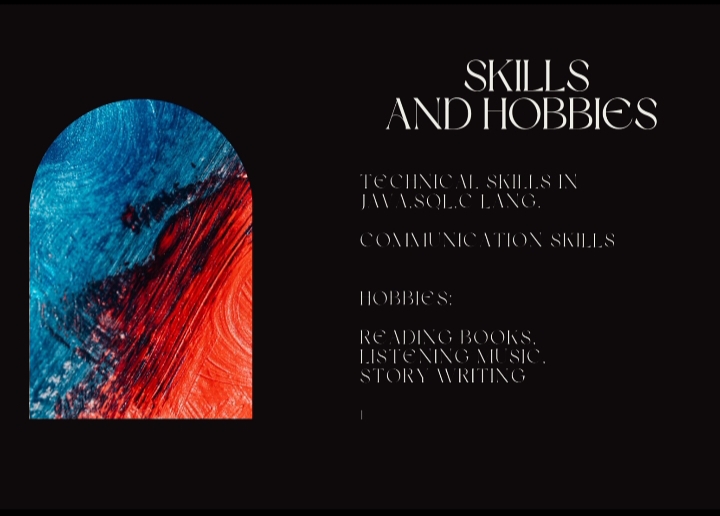 SKILLS
AND HOBBIES
TECHNICAL SKILLS IN
JAVA,SQL,C LANG.
COMMUNICATION SKILLS
HOBBIES:
READING BOOKS,
LISTENING MUSIC,
STORY WRITING